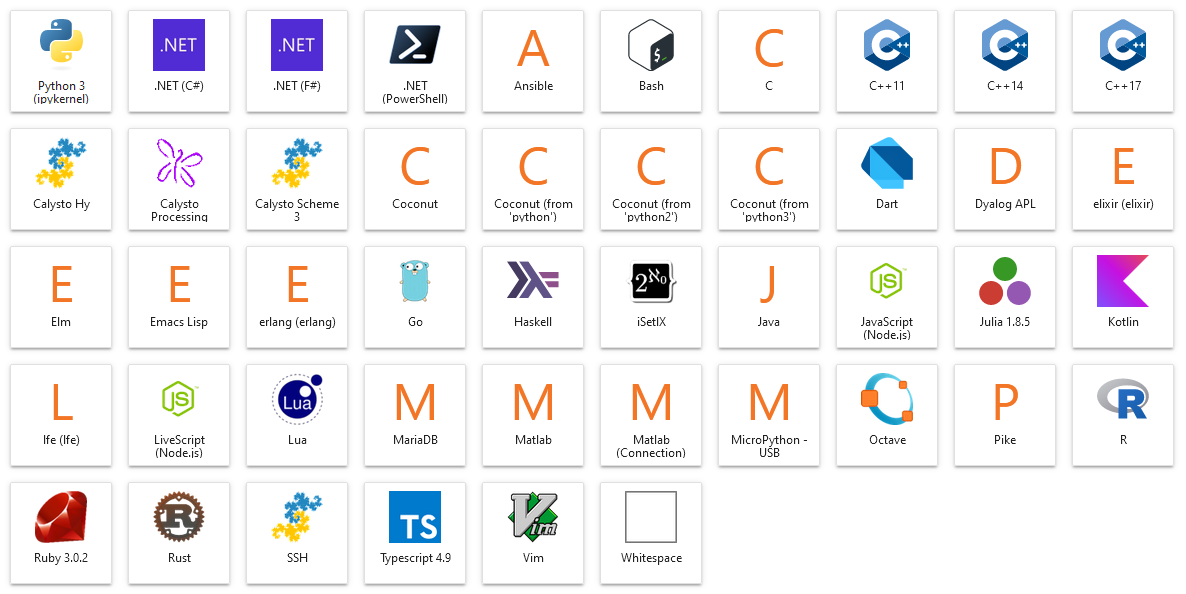 .NET
.NET
A
$
C
C++
C++
C++
Python 3
(ipykernel)
.NET (C#)
.NET (F#)
.NET
(PowerShell)
Ansible
Bash
C
C++11
C++14
C++17
C
C
C
C
D
E
Calysto Hy
Calysto
Processing
Calysto Scheme
3
Coconut
Coconut (from
'python')
Coconut (from
'python2')
Coconut (from
'python3')
Dart
Dyalog APL
elixir (elixir)
E
E
E
{2ℵ0}
J
JS
Elm
Emacs Lisp
erlang (erlang)
Go
Haskell
iSetlX
Java
JavaScript
(Node.js)
Julia 1.8.5
Kotlin
L
JS
Lua
M
M
M
M
P
R
lfe (lfe)
LiveScript
(Node.js)
Lua
MariaDB
Matlab
Matlab
(Connection)
MicroPython -
USB
Octave
Pike
R
R
TS
Vim
Ruby 3.0.2
Rust
SSH
Typescript 4.9
Vim
Whitespace